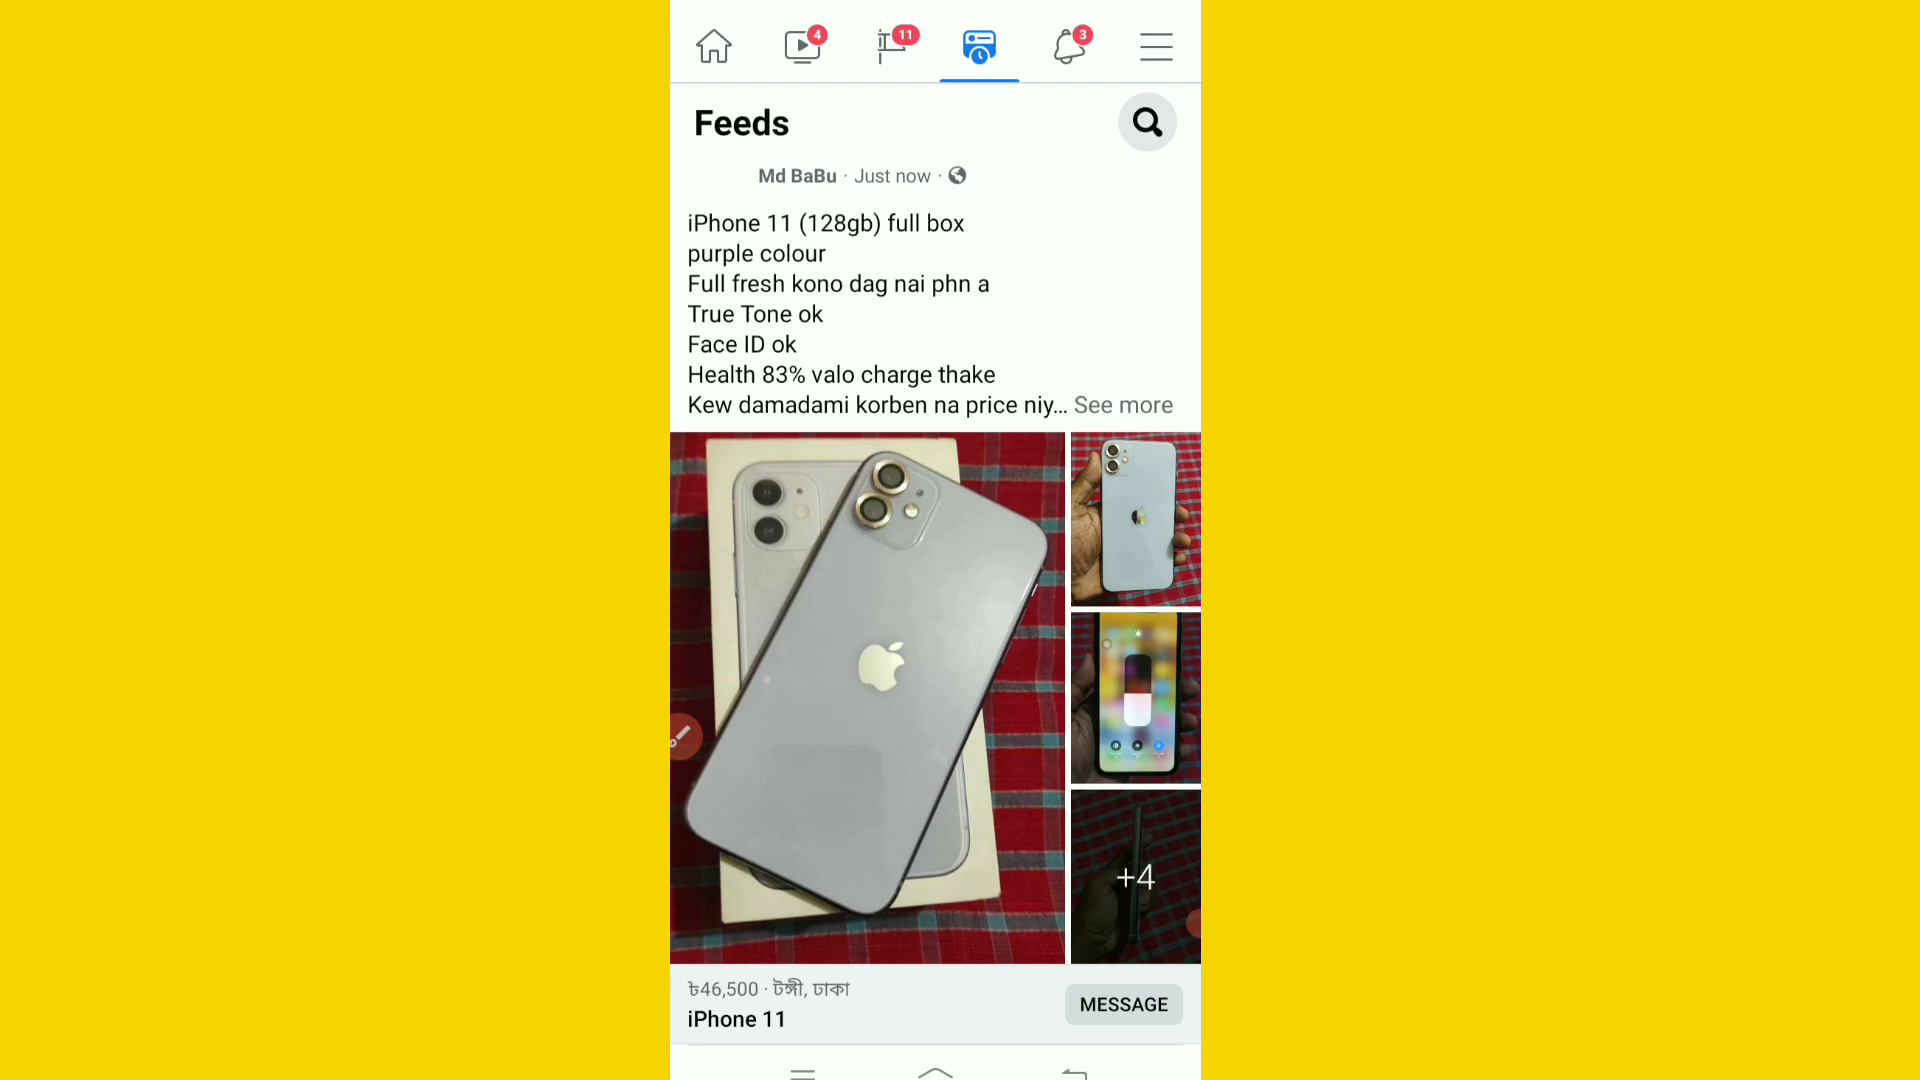 4
11
3
Feeds
Md BaBu · Just now ·
iPhone 11 (128gb) full box
purple colour
Full fresh kono dag nai phn a
True Tone ok
Face ID ok
Health 83% valo charge thake
Kew damadami korben na price niy... See more
+4
৳46,500 · টঙ্গী, ঢাকা
MESSAGE
iPhone 11